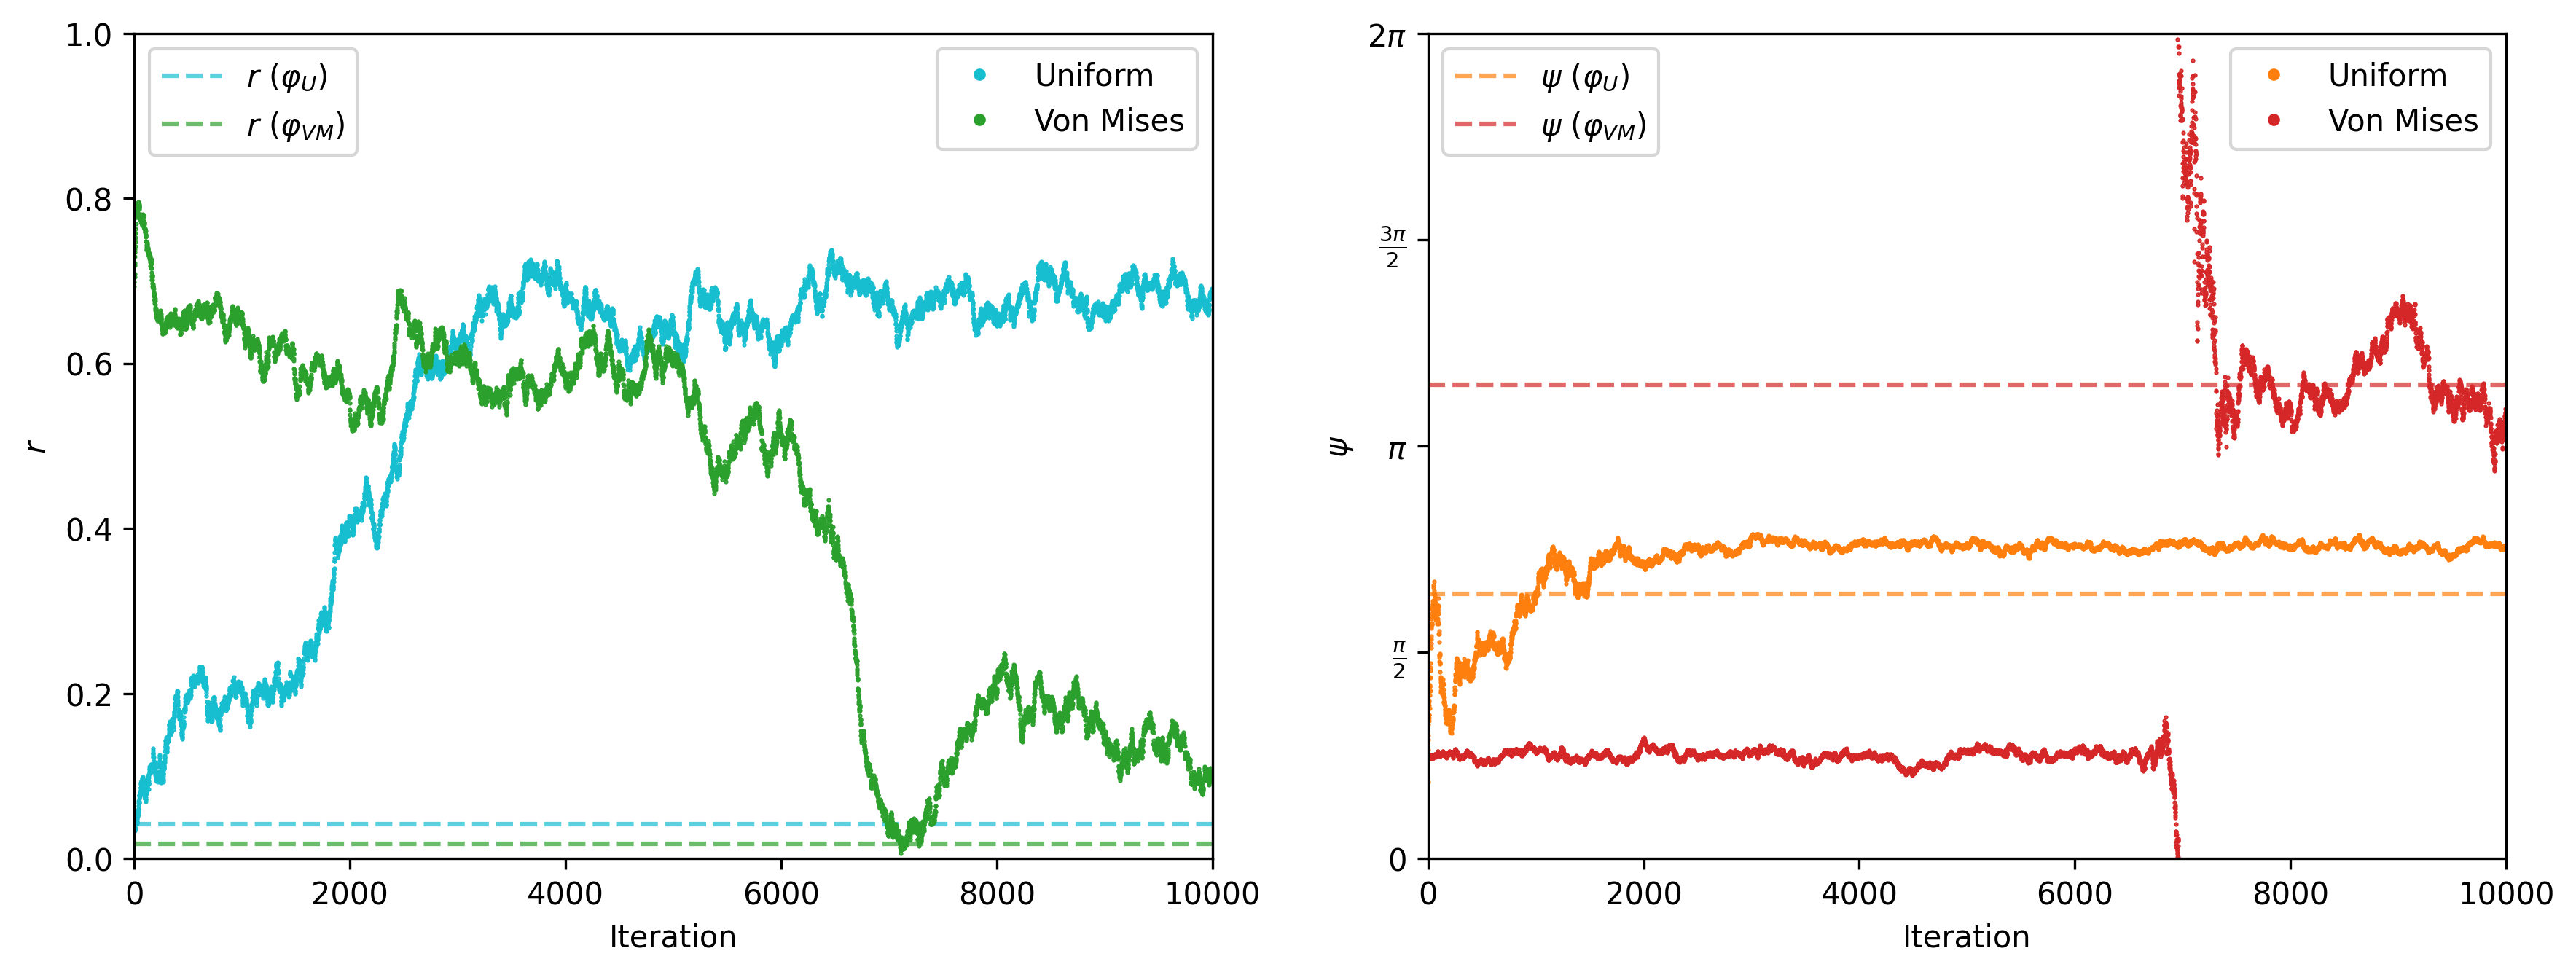 1.0
0.8
0.6
0.4
0.2
0.0
r
0 2000 4000 6000 8000 10000
Iteration
r (φU)
r (φVM)
Uniform
Von Mises
2π
3π/2
π
π/2
0
ψ
0 2000 4000 6000 8000 10000
Iteration
ψ (φU)
ψ (φVM)
Uniform
Von Mises